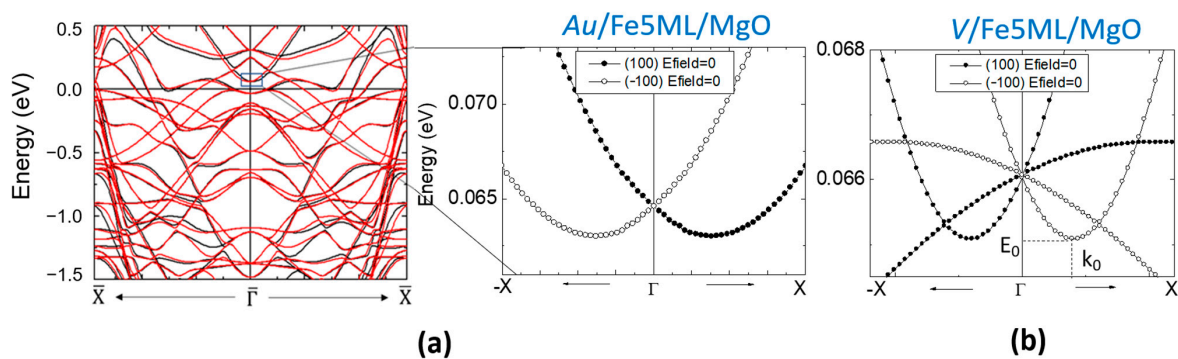 Au/Fe5ML/MgO
V/Fe5ML/MgO
Energy (eV)
0.5
0.0
−0.5
−1.0
−1.5
X̄
Γ̄
X̄
Energy (eV)
0.070
0.065
(100) Efield=0
(-100) Efield=0
-X
Γ
X
0.068
0.066
(100) Efield=0
(-100) Efield=0
E0
k0
-X
Γ
X
(a)
(b)